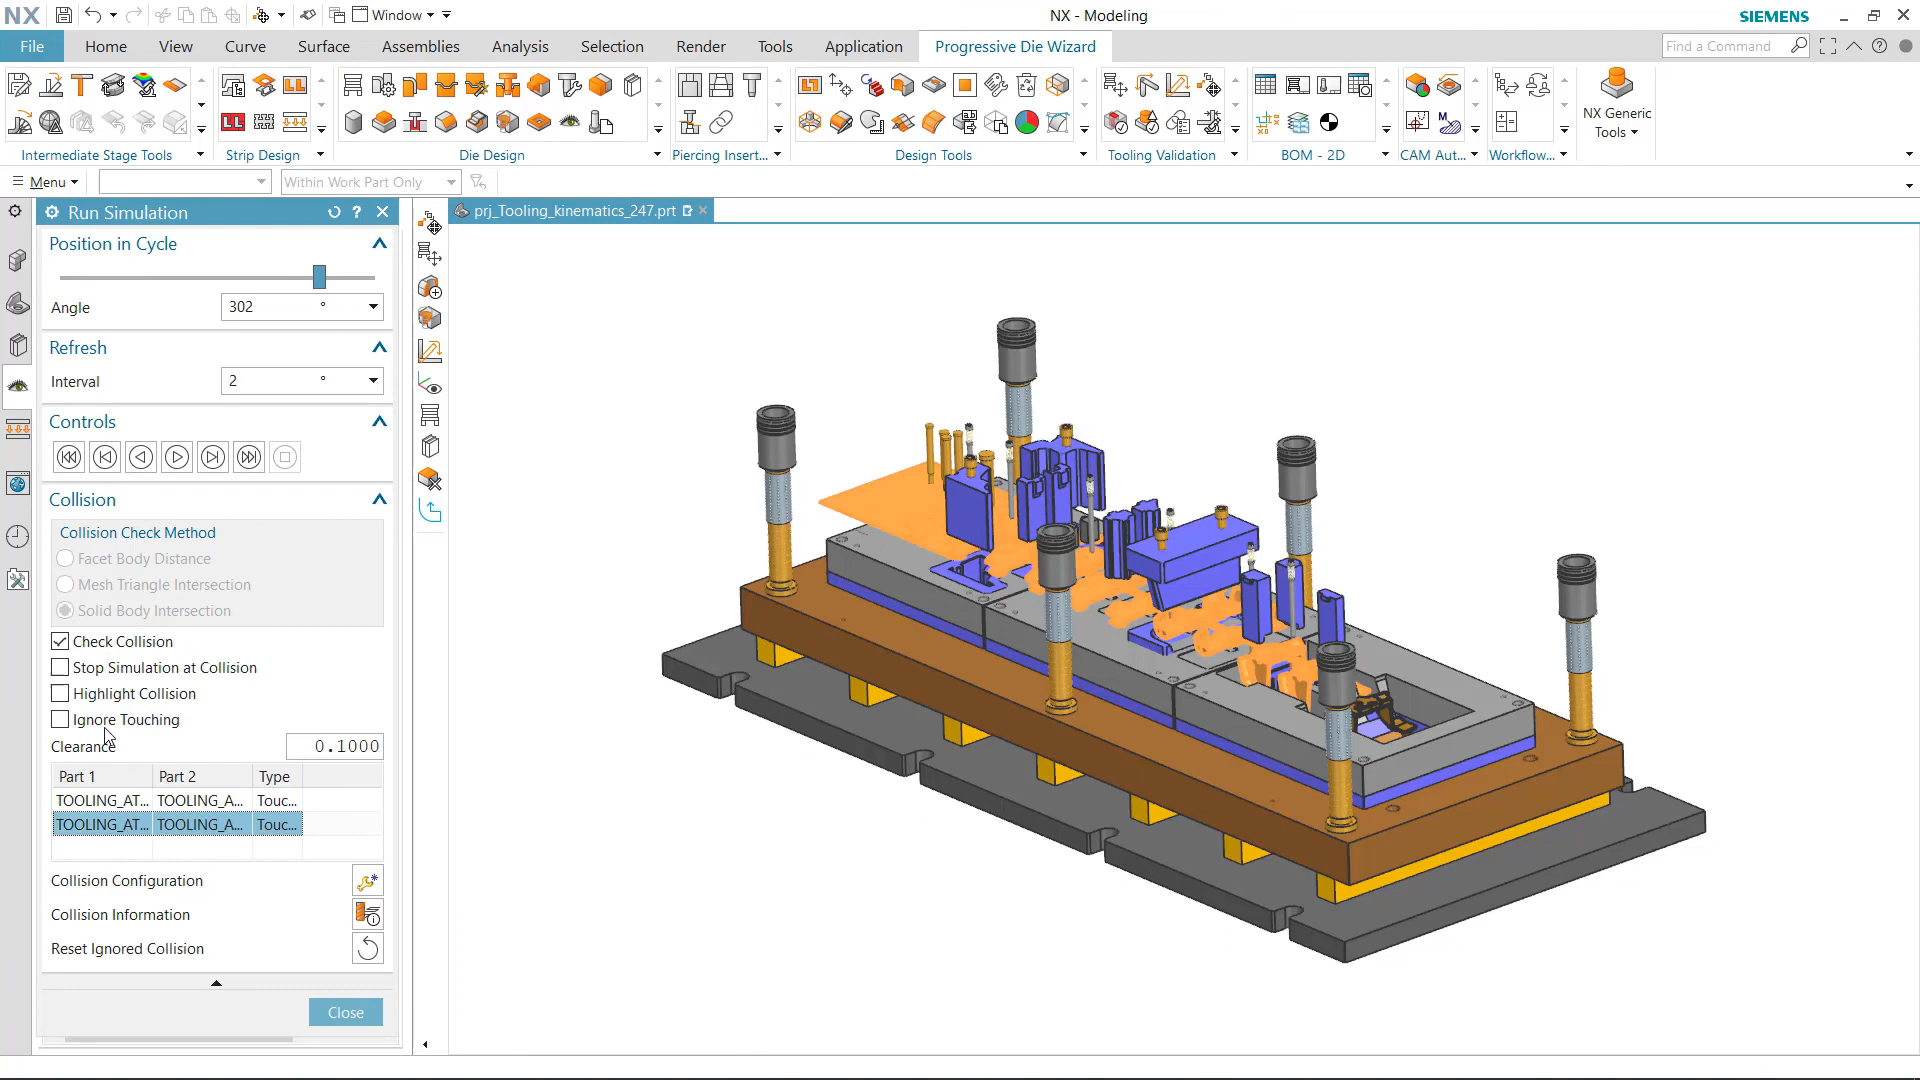 NX
Window
NX - Modeling
SIEMENS
File
Home
View
Curve
Surface
Assemblies
Analysis
Selection
Render
Tools
Application
Progressive Die Wizard
Find a Command
NX Generic
Tools
Intermediate Stage Tools
Strip Design
Die Design
Piercing Insert...
Design Tools
Tooling Validation
BOM - 2D
CAM Aut...
Workflow...
Menu
Within Work Part Only
Run Simulation
prj_Tooling_kinematics_247.prt
Position in Cycle
Angle
302 °
Refresh
Interval
2 °
Controls
Collision
Collision Check Method
Facet Body Distance
Mesh Triangle Intersection
Solid Body Intersection
Check Collision
Stop Simulation at Collision
Highlight Collision
Ignore Touching
Clearance
0.1000
Part 1 Part 2 Type
TOOLING_AT... TOOLING_A... Touc...
TOOLING_AT... TOOLING_A... Touc...
Collision Configuration
Collision Information
Reset Ignored Collision
Close